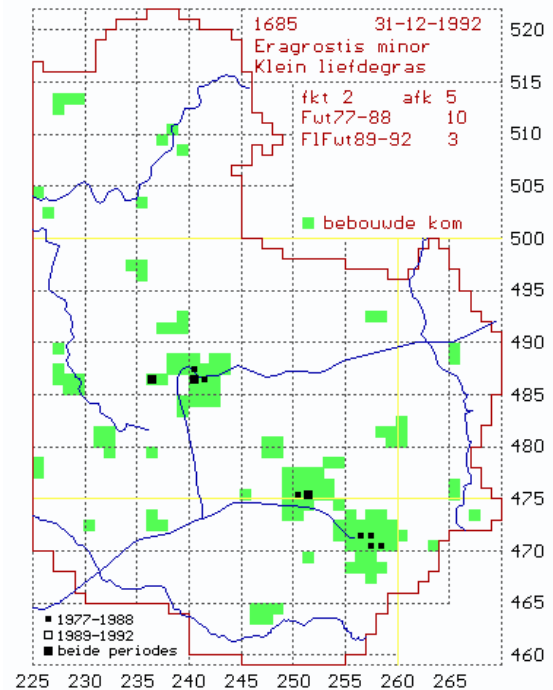 1685 31-12-1992
Eragrostis minor
Klein liefdegras
fkt 2 afk 5
Fwt77-88 10
FlFwt89-92 3
bebouwde kom
520
515
510
505
500
495
490
485
480
475
470
465
460
1977-1988
1989-1992
beide periodes
225 230 235 240 245 250 255 260 265